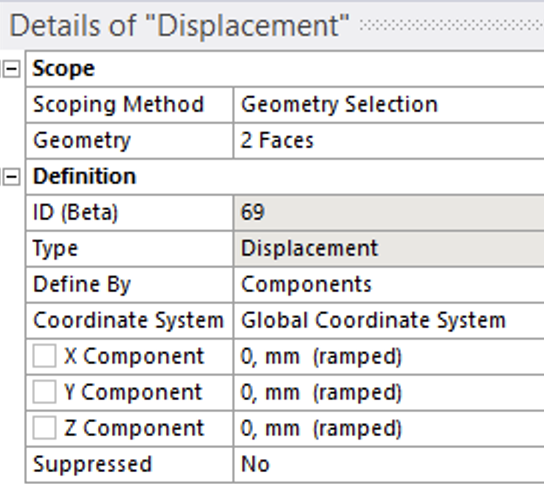 Details of "Displacement"
Scope
Scoping Method Geometry Selection
Geometry 2 Faces
Definition
ID (Beta) 69
Type Displacement
Define By Components
Coordinate System Global Coordinate System
X Component 0, mm (ramped)
Y Component 0, mm (ramped)
Z Component 0, mm (ramped)
Suppressed No